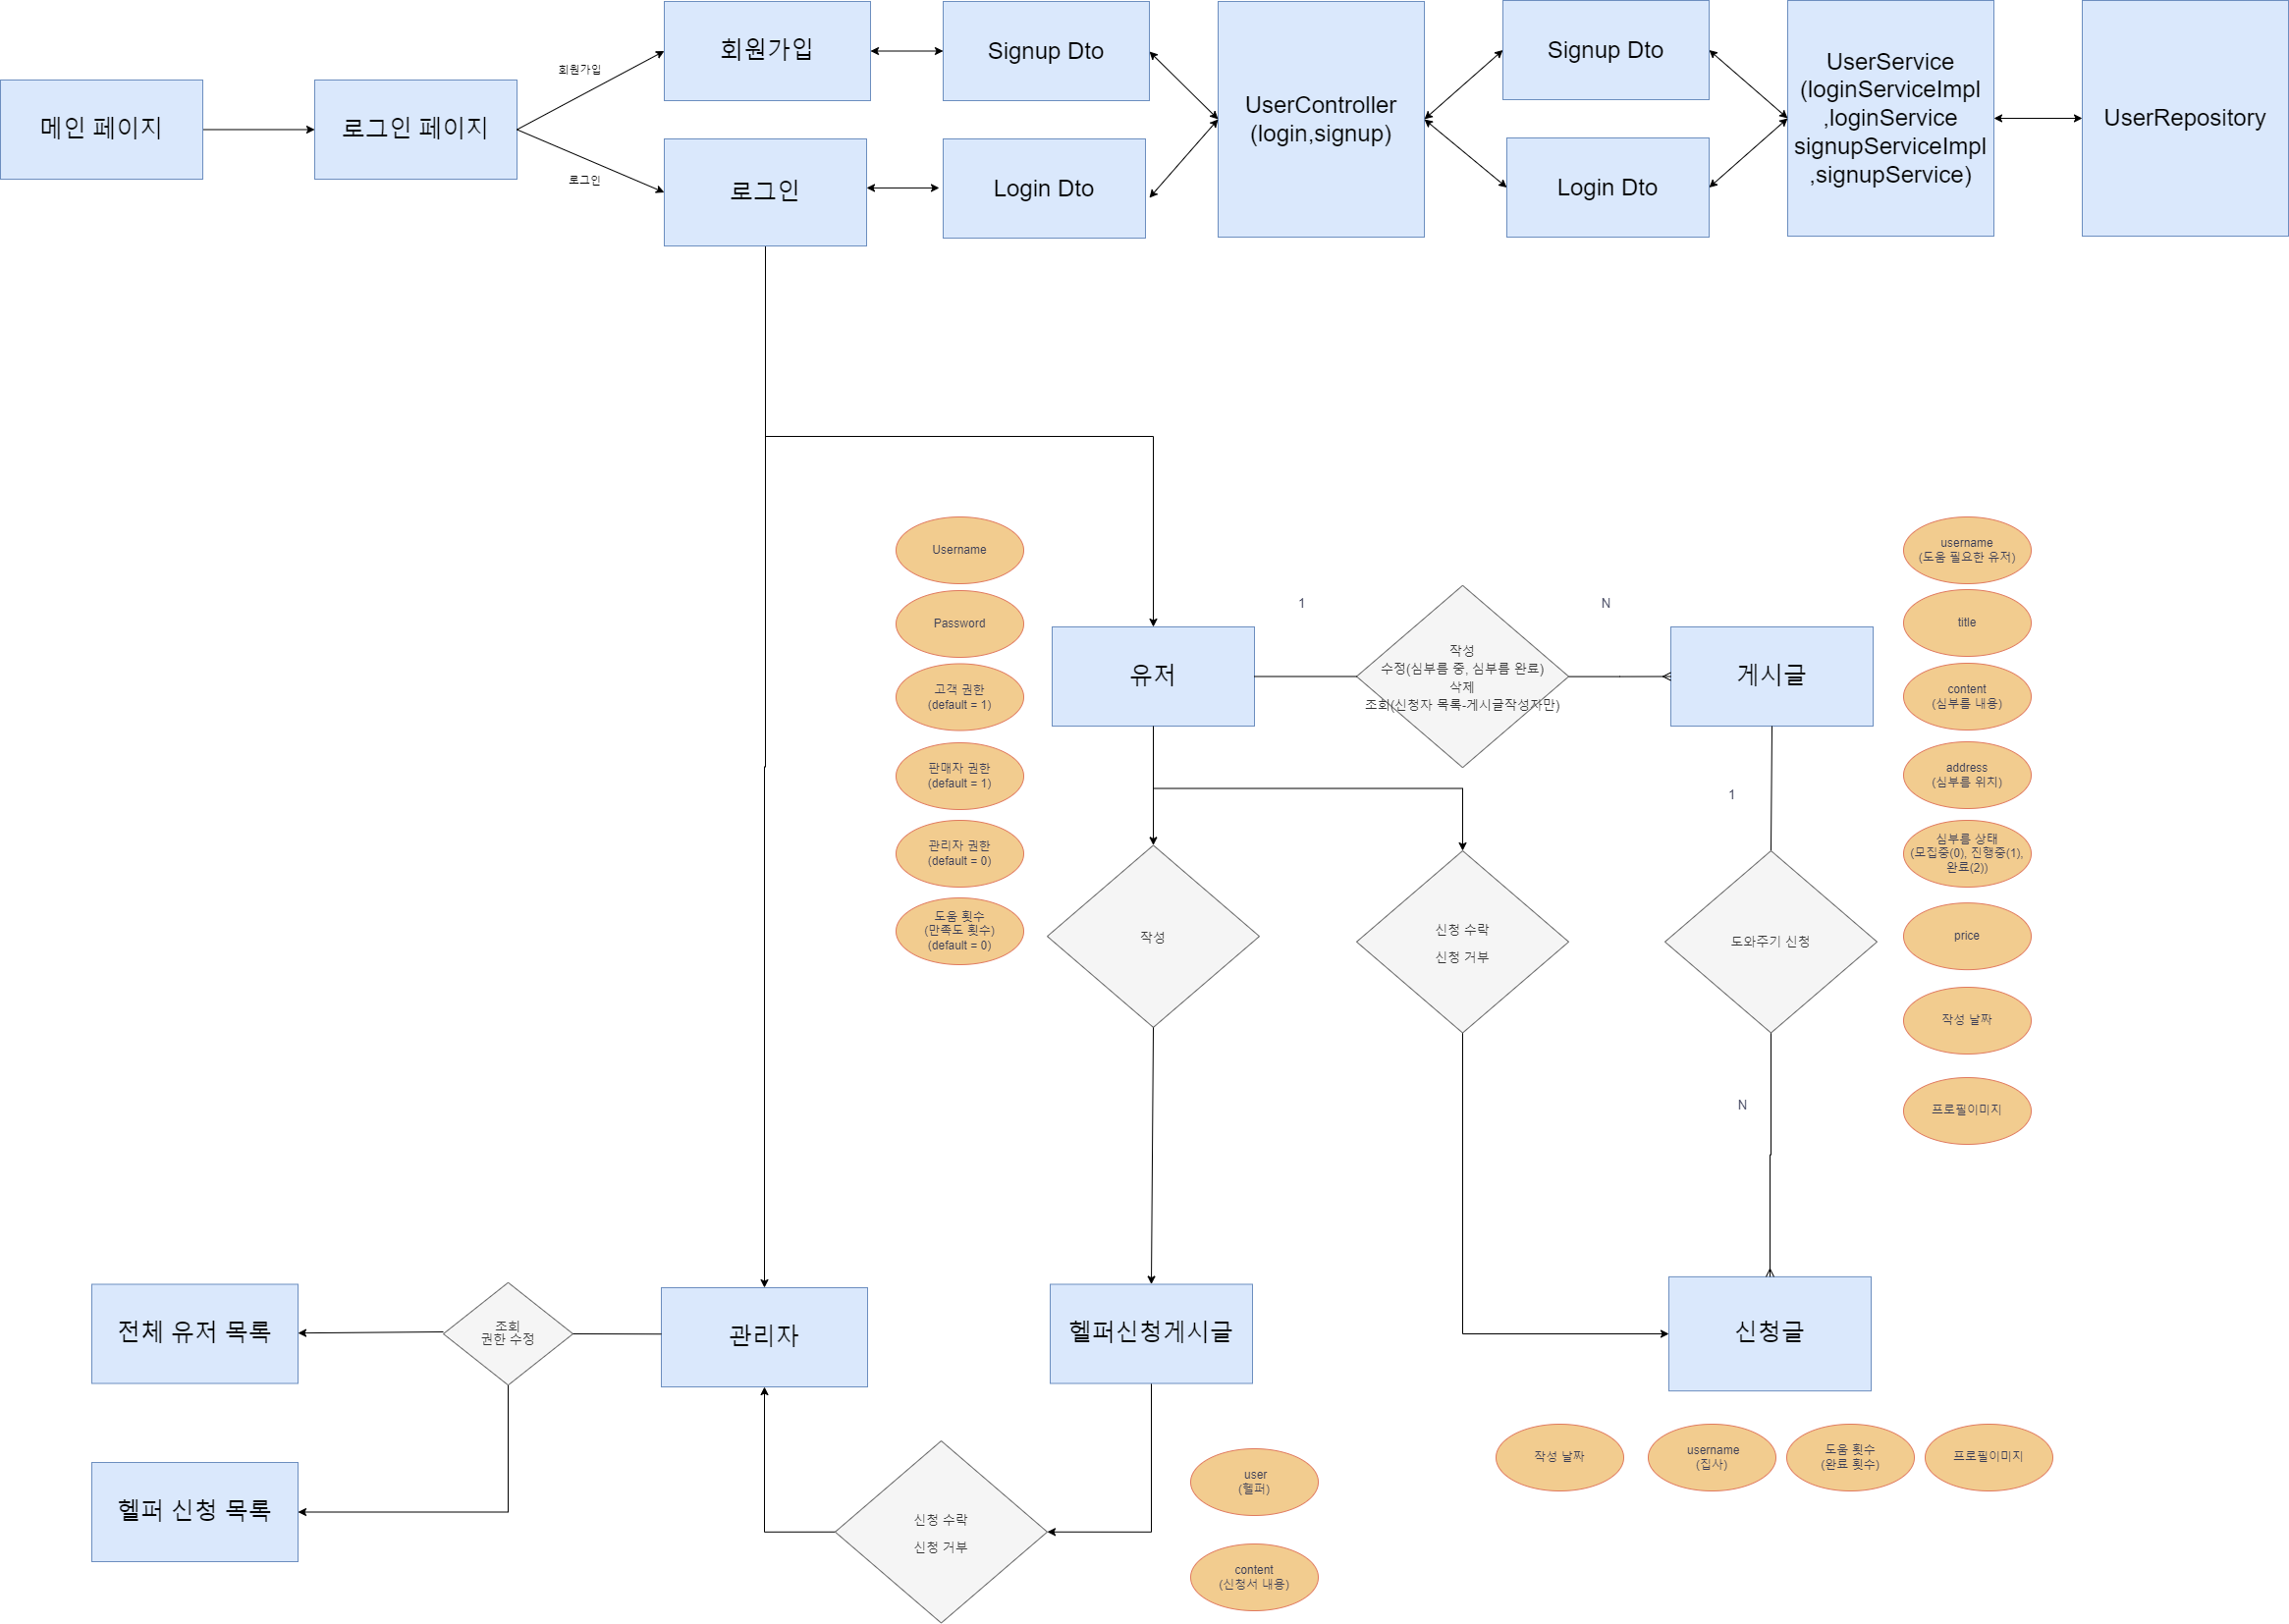 메인 페이지
로그인 페이지
회원가입
로그인
회원가입
로그인
Signup Dto
Login Dto
UserController
(login,signup)
Signup Dto
Login Dto
UserService
(loginServiceImpl
,loginService
signupServiceImpl
,signupService)
UserRepository
Username
Password
고객 권한
(default = 1)
판매자 권한
(default = 1)
관리자 권한
(default = 0)
도움 횟수
(만족도 횟수)
(default = 0)
유저
1
작성
수정(심부름 중, 심부름 완료)
삭제
조회(신청자 목록-게시글작성자만)
N
게시글
username
(도움 필요한 유저)
title
content
(심부름 내용)
address
(심부름 위치)
심부름 상태
(모집중(0), 진행중(1),
완료(2))
price
작성 날짜
프로필이미지
작성
신청 수락
신청 거부
1
도와주기 신청
N
전체 유저 목록
조회
권한 수정
관리자
헬퍼신청게시글
신청글
헬퍼 신청 목록
신청 수락
신청 거부
user
(헬퍼)
content
(신청서 내용)
작성 날짜
username
(집사)
도움 횟수
(완료 횟수)
프로필이미지